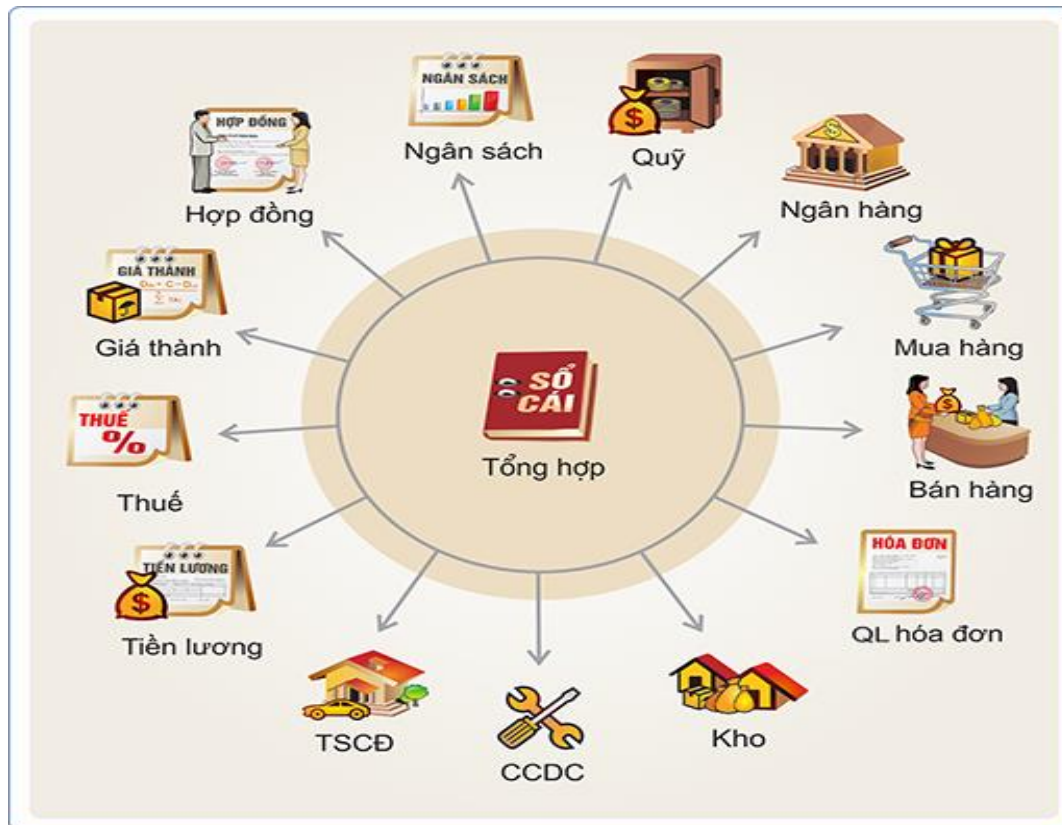 NGÂN SÁCH
Ngân sách
Quỹ
HỢP ĐỒNG
Hợp đồng
Ngân hàng
GIÁ THÀNH
Giá thành
Mua hàng
SỔ
CÁI
Tổng hợp
THUẾ
%
Thuế
Bán hàng
TIỀN LƯƠNG
Tiền lương
HÓA ĐƠN
QL hóa đơn
TSCĐ
CCDC
Kho